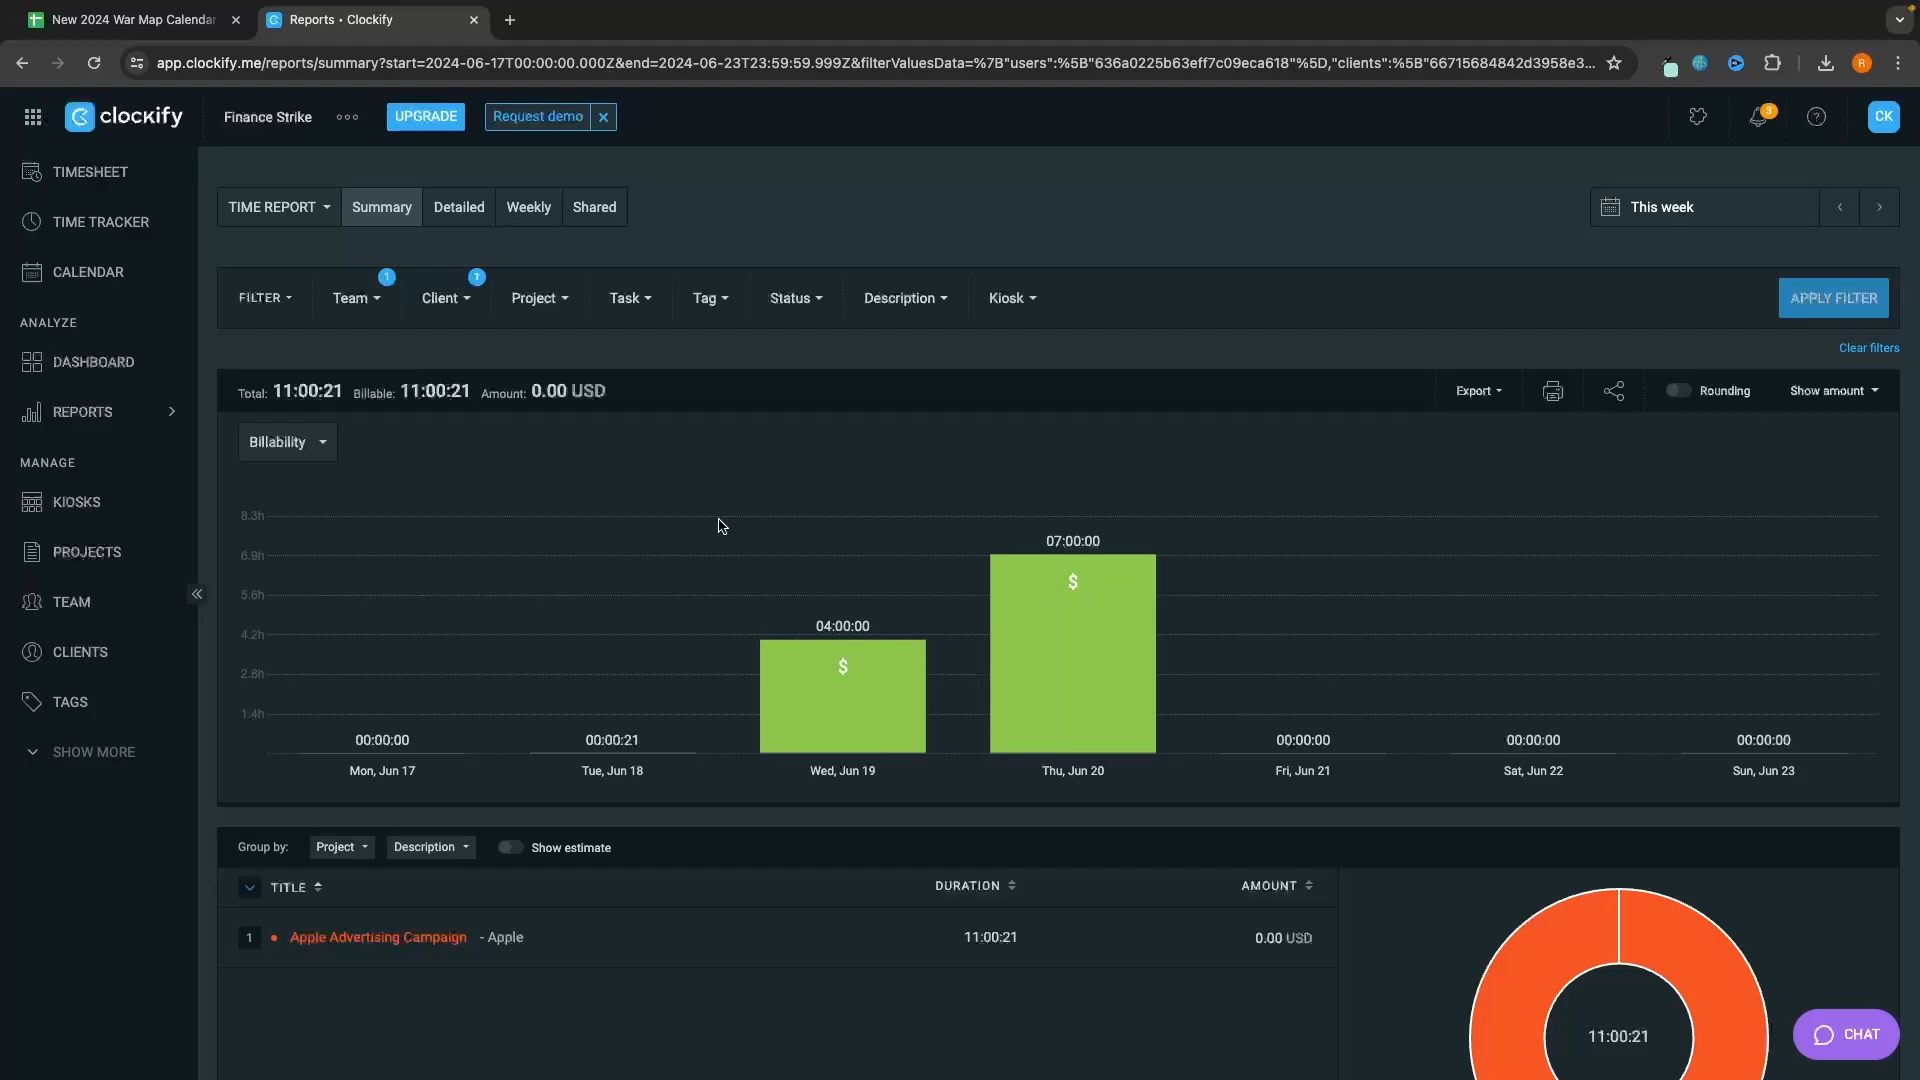 New 2024 War Map Calendar
Reports • Clockify
app.clockify.me/reports/summary?start=2024-06-17T00:00:00.000Z&end=2024-06-23T23:59:59.999Z&filterValuesData=%7B"users":%5B"636a0225b63eff7c09eca618"%5D,"clients":%5B"66715684842d3958e3...
R
clockify
Finance Strike
UPGRADE
Request demo
3
CK
TIMESHEET
TIME TRACKER
CALENDAR
ANALYZE
DASHBOARD
REPORTS
MANAGE
KIOSKS
PROJECTS
TEAM
CLIENTS
TAGS
SHOW MORE
TIME REPORT Summary Detailed Weekly Shared
This week
1 1
FILTER Team Client Project Task Tag Status Description Kiosk
APPLY FILTER
Clear filters
Total: 11:00:21 Billable: 11:00:21 Amount: 0.00 USD
Export Rounding Show amount
Billability
8.3h
6.9h
5.6h
4.2h
2.8h
1.4h
07:00:00
$
04:00:00
$
00:00:00 00:00:21 00:00:00 00:00:00 00:00:00
Mon, Jun 17 Tue, Jun 18 Wed, Jun 19 Thu, Jun 20 Fri, Jun 21 Sat, Jun 22 Sun, Jun 23
Group by: Project Description Show estimate
TITLE DURATION AMOUNT
1 Apple Advertising Campaign - Apple 11:00:21 0.00 USD
11:00:21
CHAT